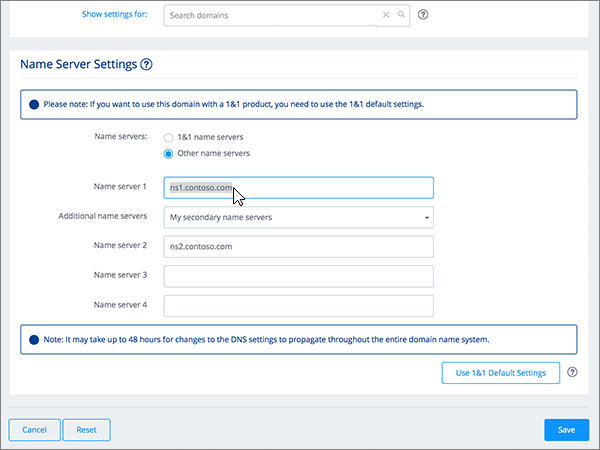 Show settings for: Search domains
Name Server Settings
Please note: If you want to use this domain with a 1&1 product, you need to use the 1&1 default settings.
Name servers: 1&1 name servers
Other name servers
Name server 1 ns1.contoso.com
Additional name servers My secondary name servers
Name server 2 ns2.contoso.com
Name server 3
Name server 4
Note: It may take up to 48 hours for changes to the DNS settings to propagate throughout the entire domain name system.
Use 1&1 Default Settings
Cancel Reset Save